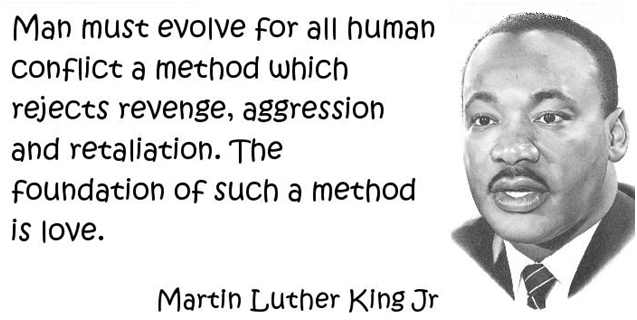 Man must evolve for all human
conflict a method which
rejects revenge, aggression
and retaliation. The
foundation of such a method
is love.
Martin Luther King Jr